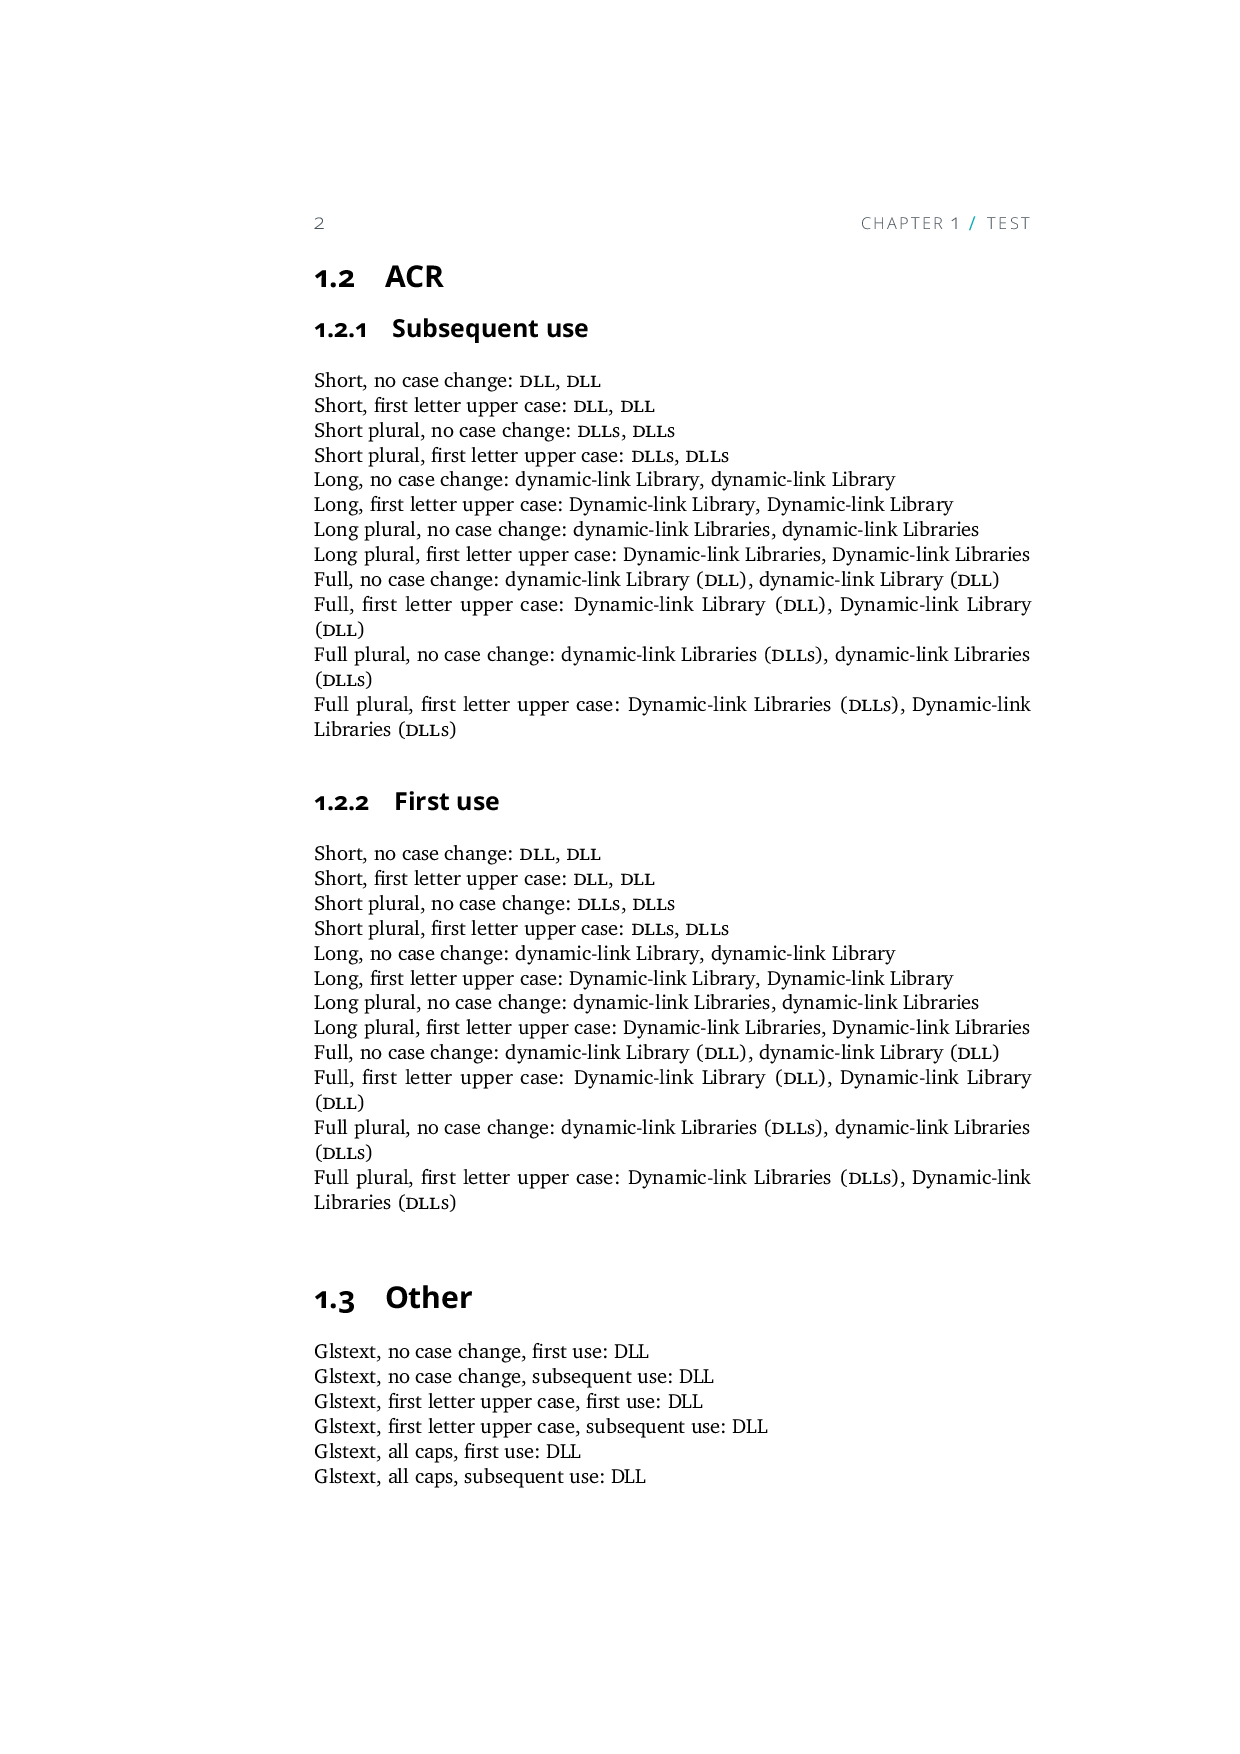 2 CHAPTER 1 / TEST
1.2 ACR
1.2.1 Subsequent use
Short, no case change: DLL, DLL
Short, first letter upper case: DLL, DLL
Short plural, no case change: DLLs, DLLs
Short plural, first letter upper case: DLLs, DLLs
Long, no case change: dynamic-link Library, dynamic-link Library
Long, first letter upper case: Dynamic-link Library, Dynamic-link Library
Long plural, no case change: dynamic-link Libraries, dynamic-link Libraries
Long plural, first letter upper case: Dynamic-link Libraries, Dynamic-link Libraries
Full, no case change: dynamic-link Library (DLL), dynamic-link Library (DLL)
Full, first letter upper case: Dynamic-link Library (DLL), Dynamic-link Library
(DLL)
Full plural, no case change: dynamic-link Libraries (DLLs), dynamic-link Libraries
(DLLs)
Full plural, first letter upper case: Dynamic-link Libraries (DLLs), Dynamic-link
Libraries (DLLs)
1.2.2 First use
Short, no case change: DLL, DLL
Short, first letter upper case: DLL, DLL
Short plural, no case change: DLLs, DLLs
Short plural, first letter upper case: DLLs, DLLs
Long, no case change: dynamic-link Library, dynamic-link Library
Long, first letter upper case: Dynamic-link Library, Dynamic-link Library
Long plural, no case change: dynamic-link Libraries, dynamic-link Libraries
Long plural, first letter upper case: Dynamic-link Libraries, Dynamic-link Libraries
Full, no case change: dynamic-link Library (DLL), dynamic-link Library (DLL)
Full, first letter upper case: Dynamic-link Library (DLL), Dynamic-link Library
(DLL)
Full plural, no case change: dynamic-link Libraries (DLLs), dynamic-link Libraries
(DLLs)
Full plural, first letter upper case: Dynamic-link Libraries (DLLs), Dynamic-link
Libraries (DLLs)
1.3 Other
Glstext, no case change, first use: DLL
Glstext, no case change, subsequent use: DLL
Glstext, first letter upper case, first use: DLL
Glstext, first letter upper case, subsequent use: DLL
Glstext, all caps, first use: DLL
Glstext, all caps, subsequent use: DLL